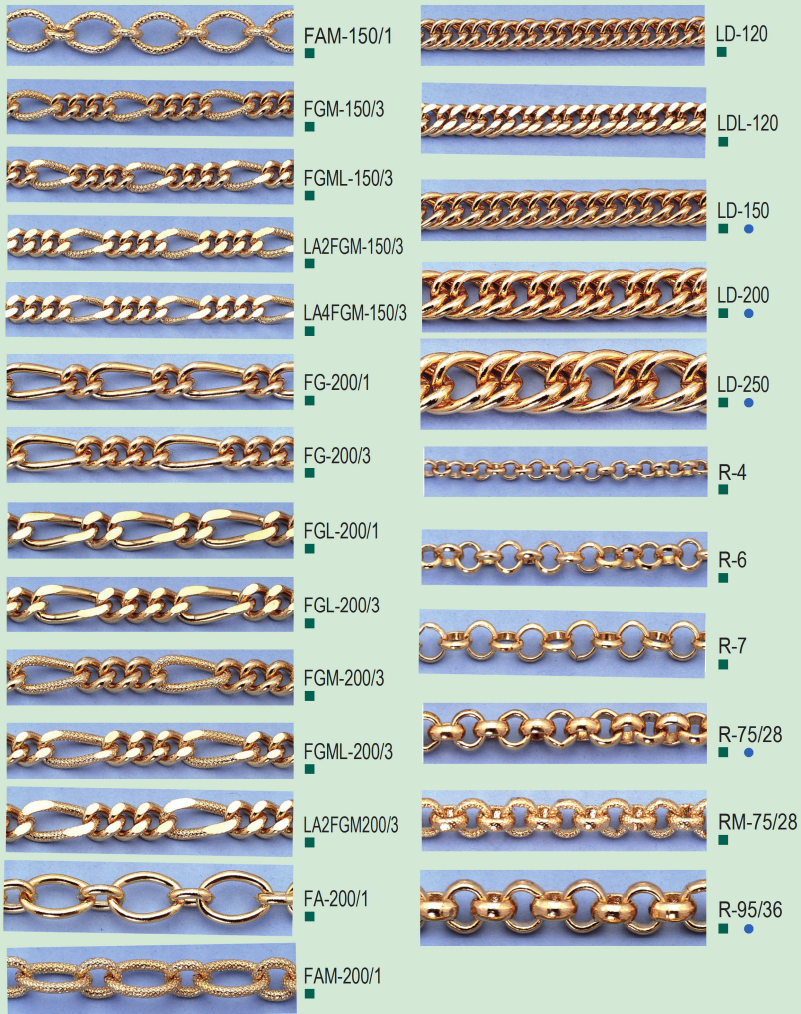 FAM-150/1
FGM-150/3
FGML-150/3
LA2FGM-150/3
LA4FGM-150/3
FG-200/1
FG-200/3
FGL-200/1
FGL-200/3
FGM-200/3
FGML-200/3
LA2FGM200/3
FA-200/1
FAM-200/1
LD-120
LDL-120
LD-150
LD-200
LD-250
R-4
R-6
R-7
R-75/28
RM-75/28
R-95/36